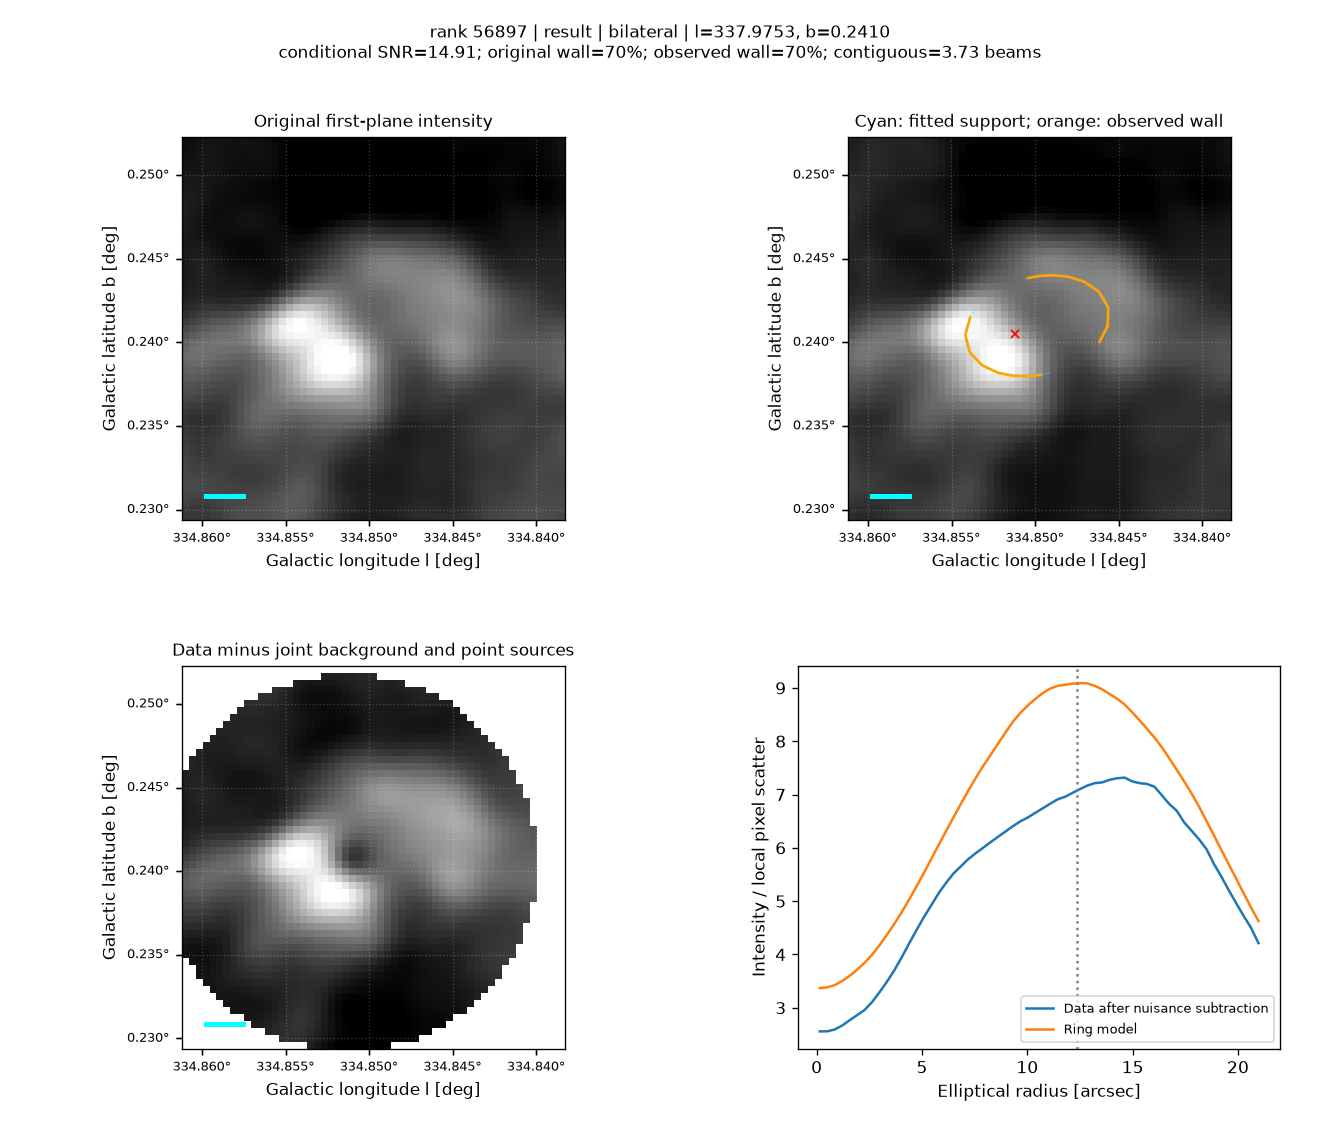 rank 56897 | result | bilateral | l=337.9753, b=0.2410
conditional SNR=14.91; original wall=70%; observed wall=70%; contiguous=3.73 beams
Original first-plane intensity
0.250°
0.245°
0.240°
0.235°
0.230°
Galactic latitude b [deg]
334.860° 334.855° 334.850° 334.845° 334.840°
Galactic longitude l [deg]
Cyan: fitted support; orange: observed wall
0.250°
0.245°
0.240°
0.235°
0.230°
Galactic latitude b [deg]
334.860° 334.855° 334.850° 334.845° 334.840°
Galactic longitude l [deg]
Data minus joint background and point sources
0.250°
0.245°
0.240°
0.235°
0.230°
Galactic latitude b [deg]
334.860° 334.855° 334.850° 334.845° 334.840°
Galactic longitude l [deg]
9
8
7
6
5
4
3
Intensity / local pixel scatter
Data after nuisance subtraction
Ring model
0 5 10 15 20
Elliptical radius [arcsec]